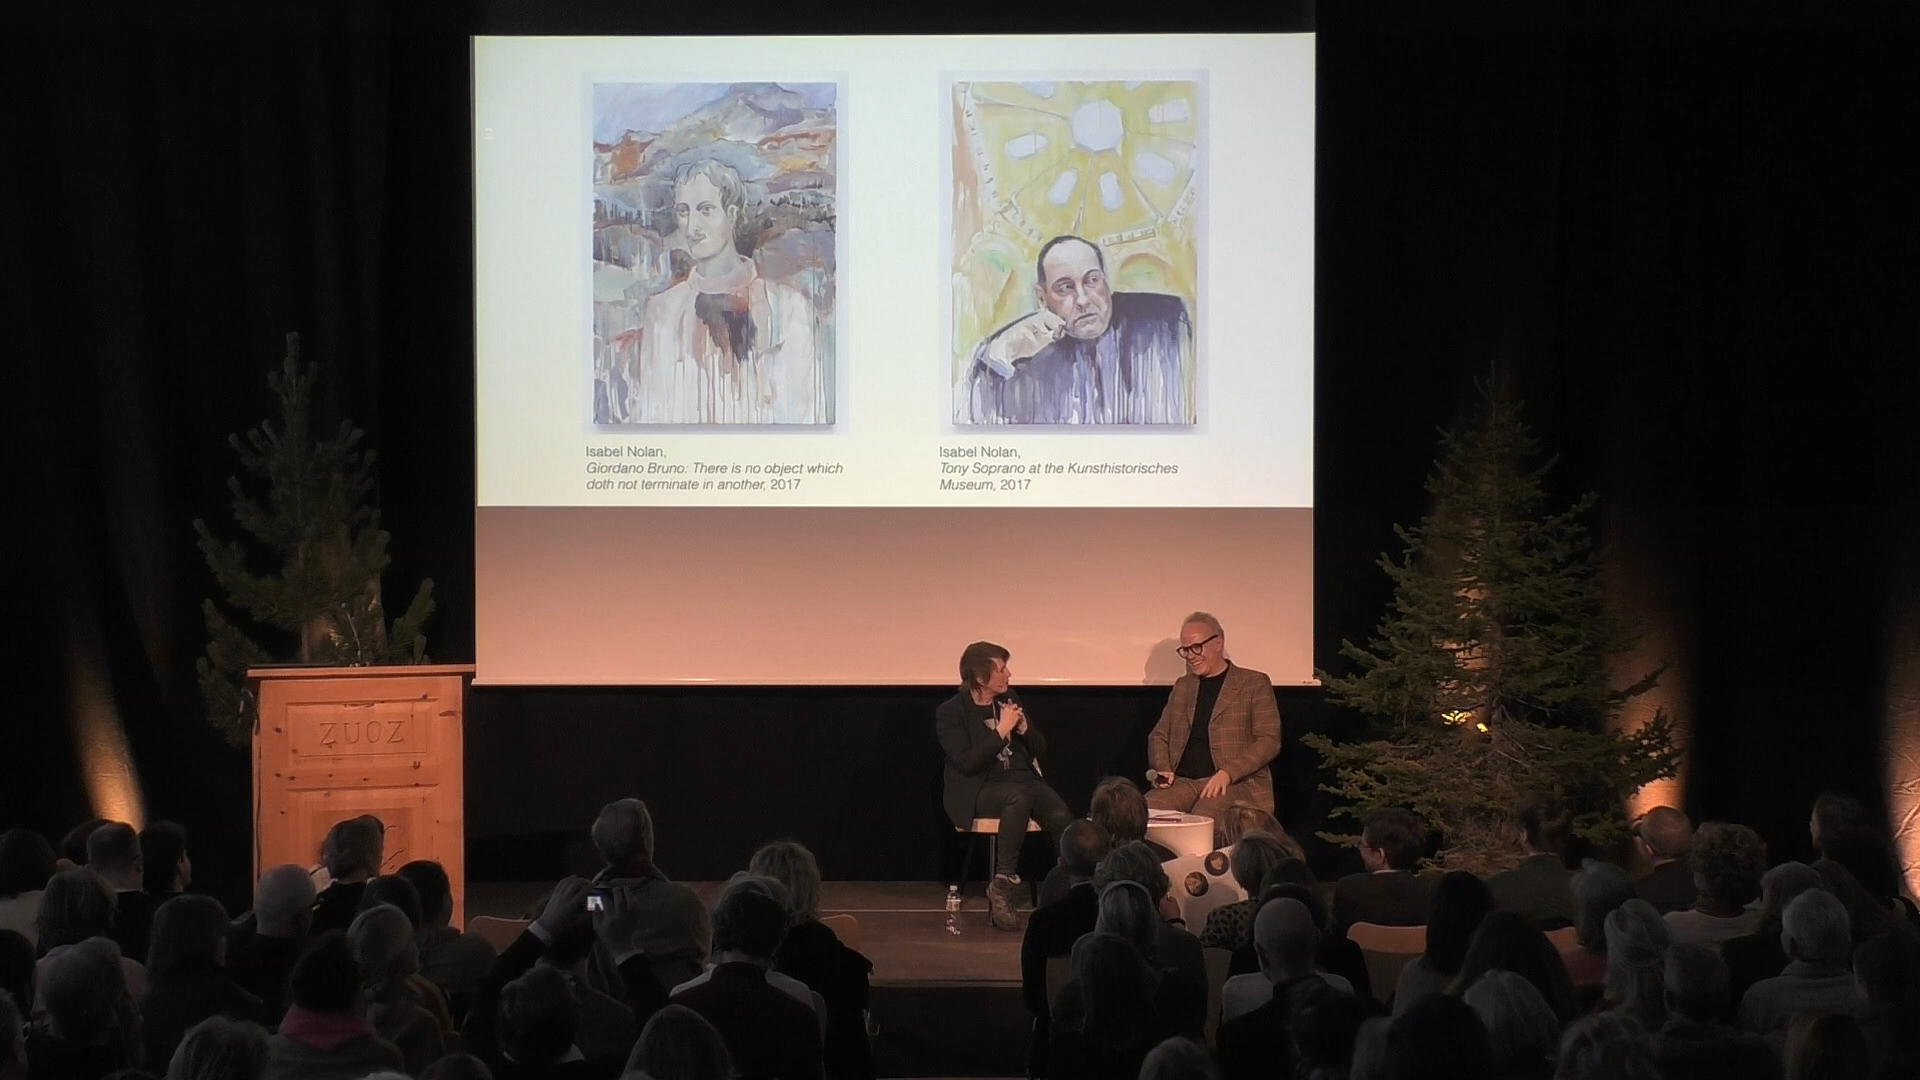 Isabel Nolan,
Giordano Bruno: There is no object which
doth not terminate in another, 2017
Isabel Nolan,
Tony Soprano at the Kunsthistorisches
Museum, 2017
ZUOZ